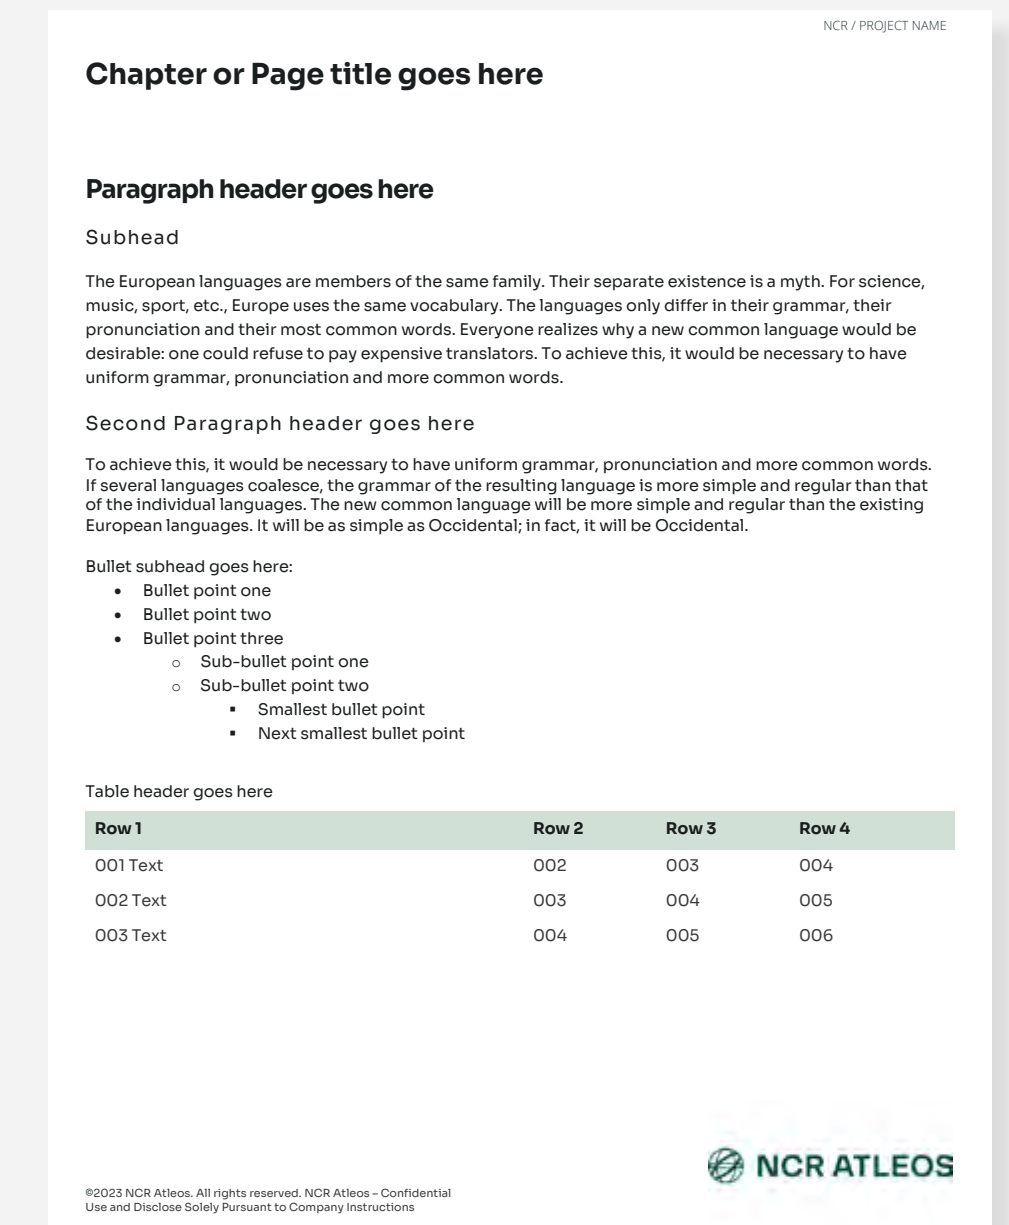 NCR / PROJECT NAME
Chapter or Page title goes here
Paragraph header goes here
Subhead
The European languages are members of the same family. Their separate existence is a myth. For science,
music, sport, etc., Europe uses the same vocabulary. The languages only differ in their grammar, their
pronunciation and their most common words. Everyone realizes why a new common language would be
desirable: one could refuse to pay expensive translators. To achieve this, it would be necessary to have
uniform grammar, pronunciation and more common words.
Second Paragraph header goes here
To achieve this, it would be necessary to have uniform grammar, pronunciation and more common words.
If several languages coalesce, the grammar of the resulting language is more simple and regular than that
of the individual languages. The new common language will be more simple and regular than the existing
European languages. It will be as simple as Occidental; in fact, it will be Occidental.
Bullet subhead goes here:
• Bullet point one
• Bullet point two
• Bullet point three
o Sub-bullet point one
o Sub-bullet point two
▪ Smallest bullet point
▪ Next smallest bullet point
Table header goes here
Row 1 Row 2 Row 3 Row 4
001 Text 002 003 004
002 Text 003 004 005
003 Text 004 005 006
NCR ATLEOS
©2023 NCR Atleos. All rights reserved. NCR Atleos – Confidential
Use and Disclose Solely Pursuant to Company Instructions